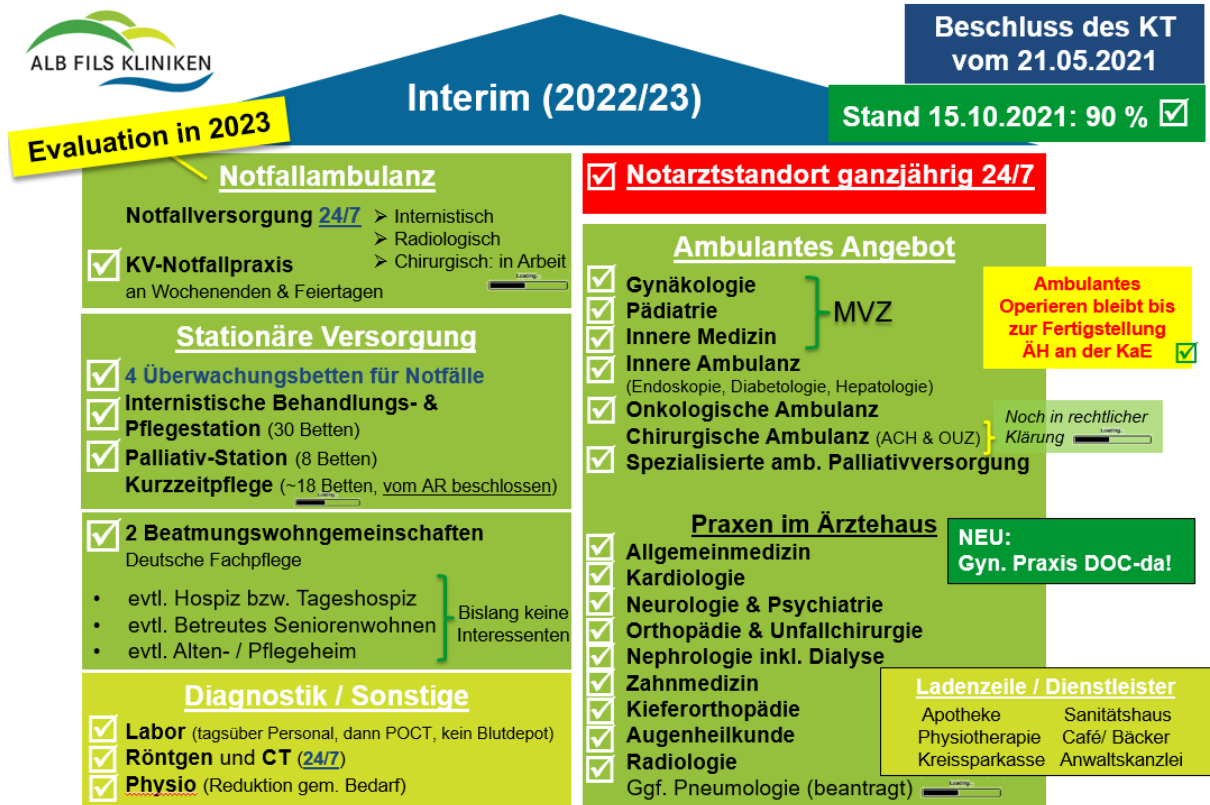 ALB FILS KLINIKEN
Interim (2022/23)
Beschluss des KT
vom 21.05.2021
Stand 15.10.2021: 90 %
Evaluation in 2023
Notfallambulanz
Notfallversorgung 24/7
➢ Internistisch
➢ Radiologisch
➢ Chirurgisch: in Arbeit
Loading..
KV-Notfallpraxis
an Wochenenden & Feiertagen
Stationäre Versorgung
4 Überwachungsbetten für Notfälle
Internistische Behandlungs- &
Pflegestation (30 Betten)
Palliativ-Station (8 Betten)
Kurzzeitpflege (~18 Betten, vom AR beschlossen)
Loading..
2 Beatmungswohngemeinschaften
Deutsche Fachpflege
• evtl. Hospiz bzw. Tageshospiz
• evtl. Betreutes Seniorenwohnen
• evtl. Alten- / Pflegeheim
Bislang keine
Interessenten
Diagnostik / Sonstige
Labor (tagsüber Personal, dann POCT, kein Blutdepot)
Röntgen und CT (24/7)
Physio (Reduktion gem. Bedarf)
Notarztstandort ganzjährig 24/7
Ambulantes Angebot
Gynäkologie
Pädiatrie
Innere Medizin
MVZ
Innere Ambulanz
(Endoskopie, Diabetologie, Hepatologie)
Onkologische Ambulanz
Chirurgische Ambulanz (ACH & OUZ)
Spezialisierte amb. Palliativversorgung
Ambulantes
Operieren bleibt bis
zur Fertigstellung
ÄH an der KaE
Noch in rechtlicher
Klärung
Loading..
Praxen im Ärztehaus
Allgemeinmedizin
Kardiologie
Neurologie & Psychiatrie
Orthopädie & Unfallchirurgie
Nephrologie inkl. Dialyse
Zahnmedizin
Kieferorthopädie
Augenheilkunde
Radiologie
Ggf. Pneumologie (beantragt)
Loading..
NEU:
Gyn. Praxis DOC-da!
Ladenzeile / Dienstleister
Apotheke Sanitätshaus
Physiotherapie Café/ Bäcker
Kreissparkasse Anwaltskanzlei